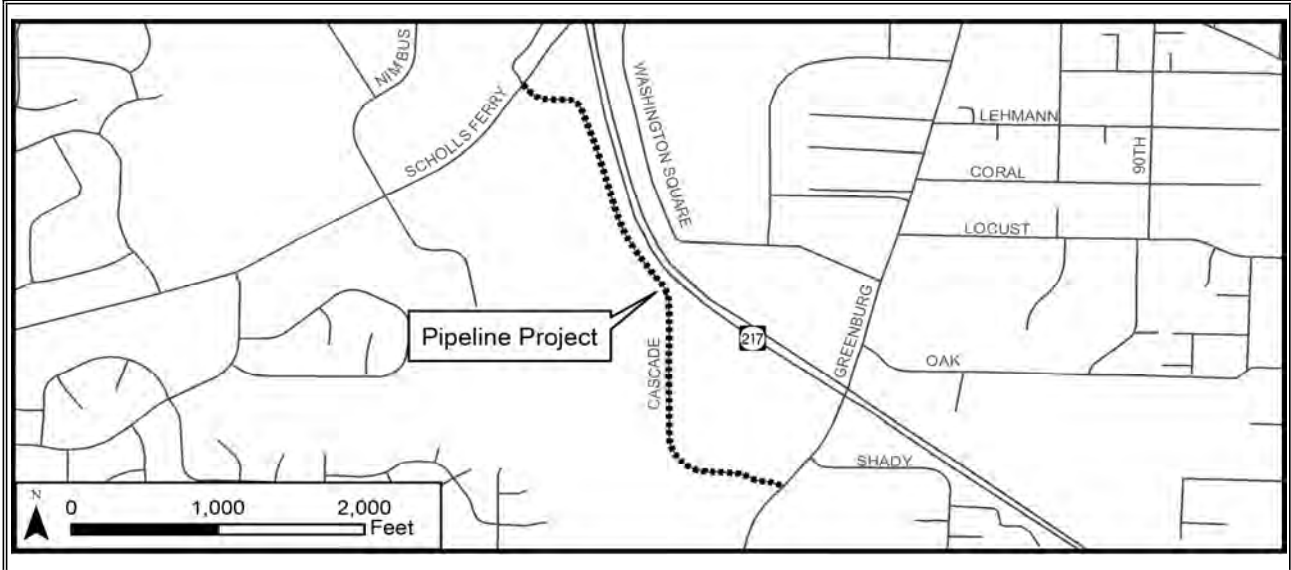 NIMBUS
SCHOLLS FERRY
WASHINGTON SQUARE
LEHMANN
90TH
CORAL
LOCUST
Pipeline Project
217
GREENBURG
OAK
CASCADE
SHADY
N
0 1,000 2,000
Feet